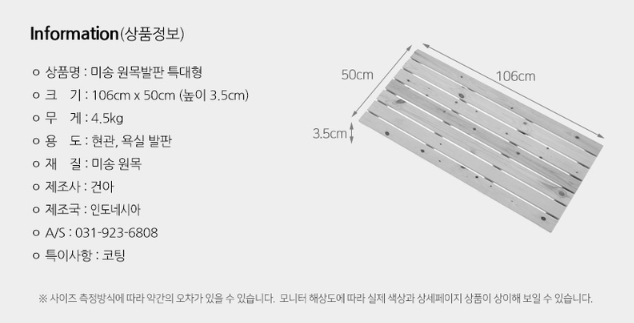 Information(상품정보)
ㅇ 상품명 : 미송 원목발판 특대형
ㅇ 크 기 : 106cm x 50cm (높이 3.5cm)
ㅇ 무 게 : 4.5kg
ㅇ 용 도 : 현관, 욕실 발판
ㅇ 재 질 : 미송 원목
ㅇ 제조사 : 건아
ㅇ 제조국 : 인도네시아
ㅇ A/S : 031-923-6808
ㅇ 특이사항 : 코팅
50cm
106cm
3.5cm
※ 사이즈 측정방식에 따라 약간의 오차가 있을 수 있습니다. 모니터 해상도에 따라 실제 색상과 상세페이지 상품이 상이해 보일 수 있습니다.